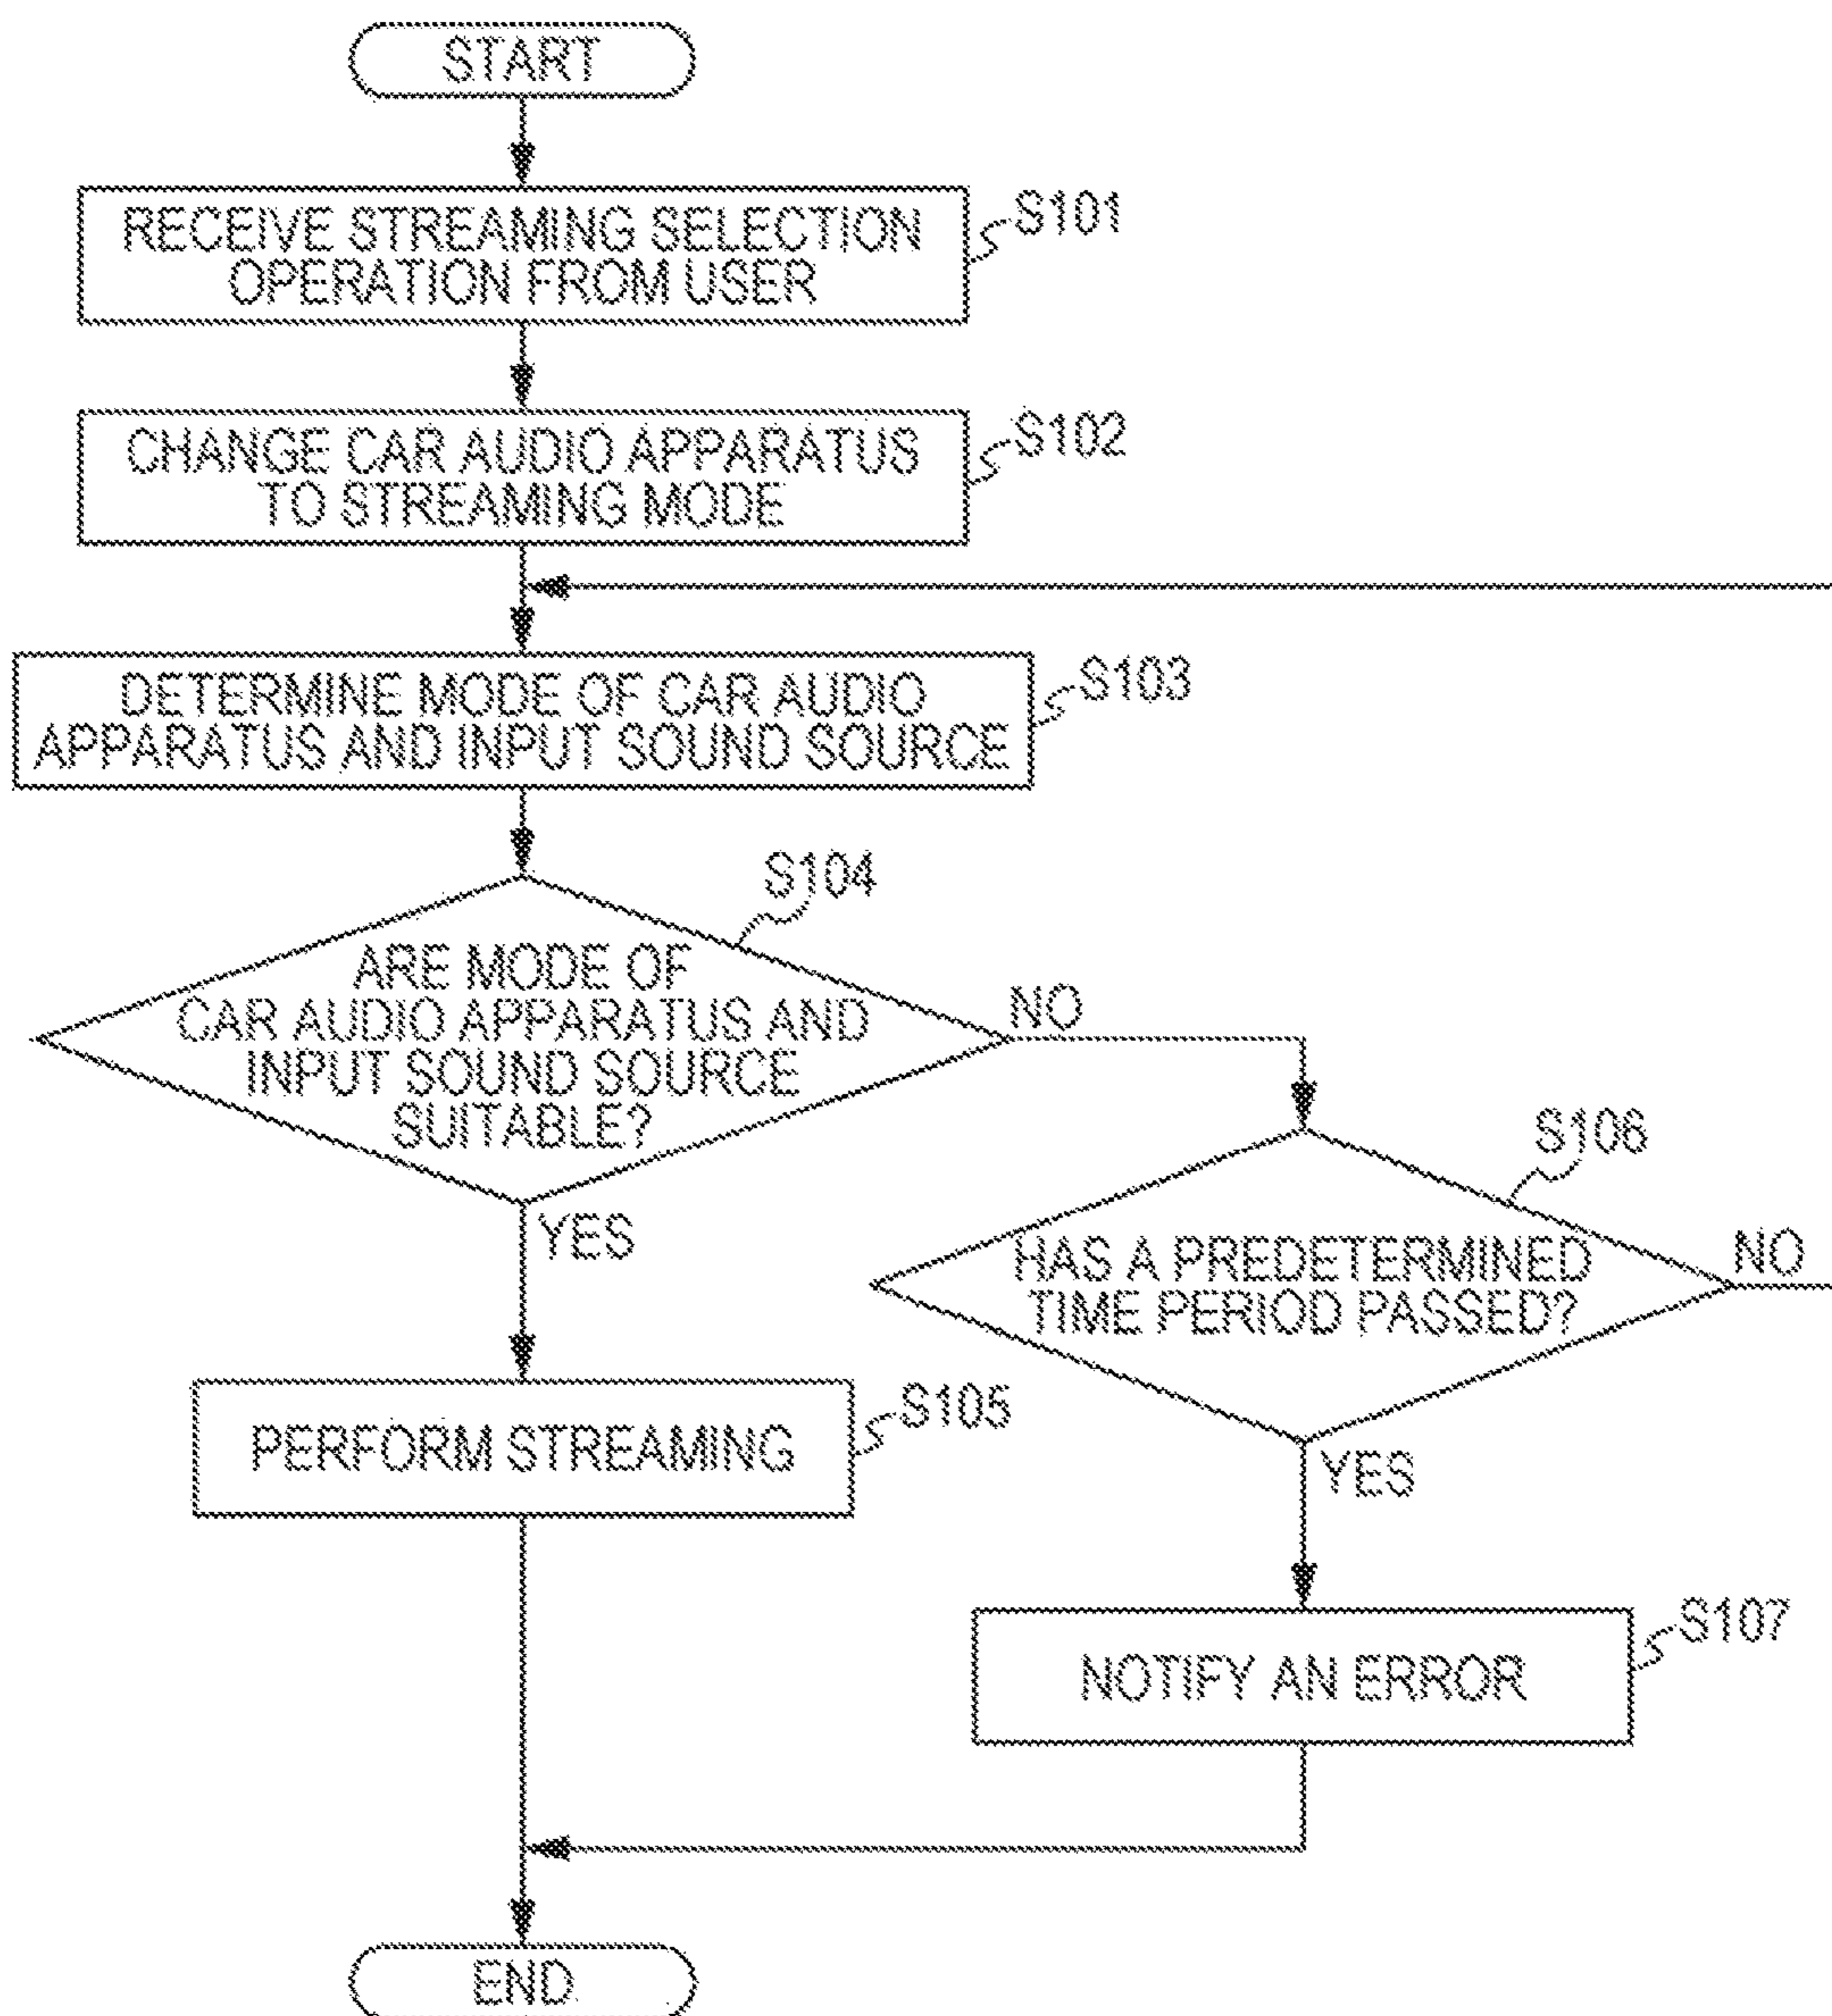 START
RECEIVE STREAMING SELECTION
OPERATION FROM USER
S101
CHANGE CAR AUDIO APPARATUS
TO STREAMING MODE
S102
DETERMINE MODE OF CAR AUDIO
APPARATUS AND INPUT SOUND SOURCE
S103
S104
ARE MODE OF
CAR AUDIO APPARATUS AND
INPUT SOUND SOURCE
SUITABLE?
NO
YES
S106
HAS A PREDETERMINED
TIME PERIOD PASSED?
NO
YES
PERFORM STREAMING
S105
NOTIFY AN ERROR
S107
END